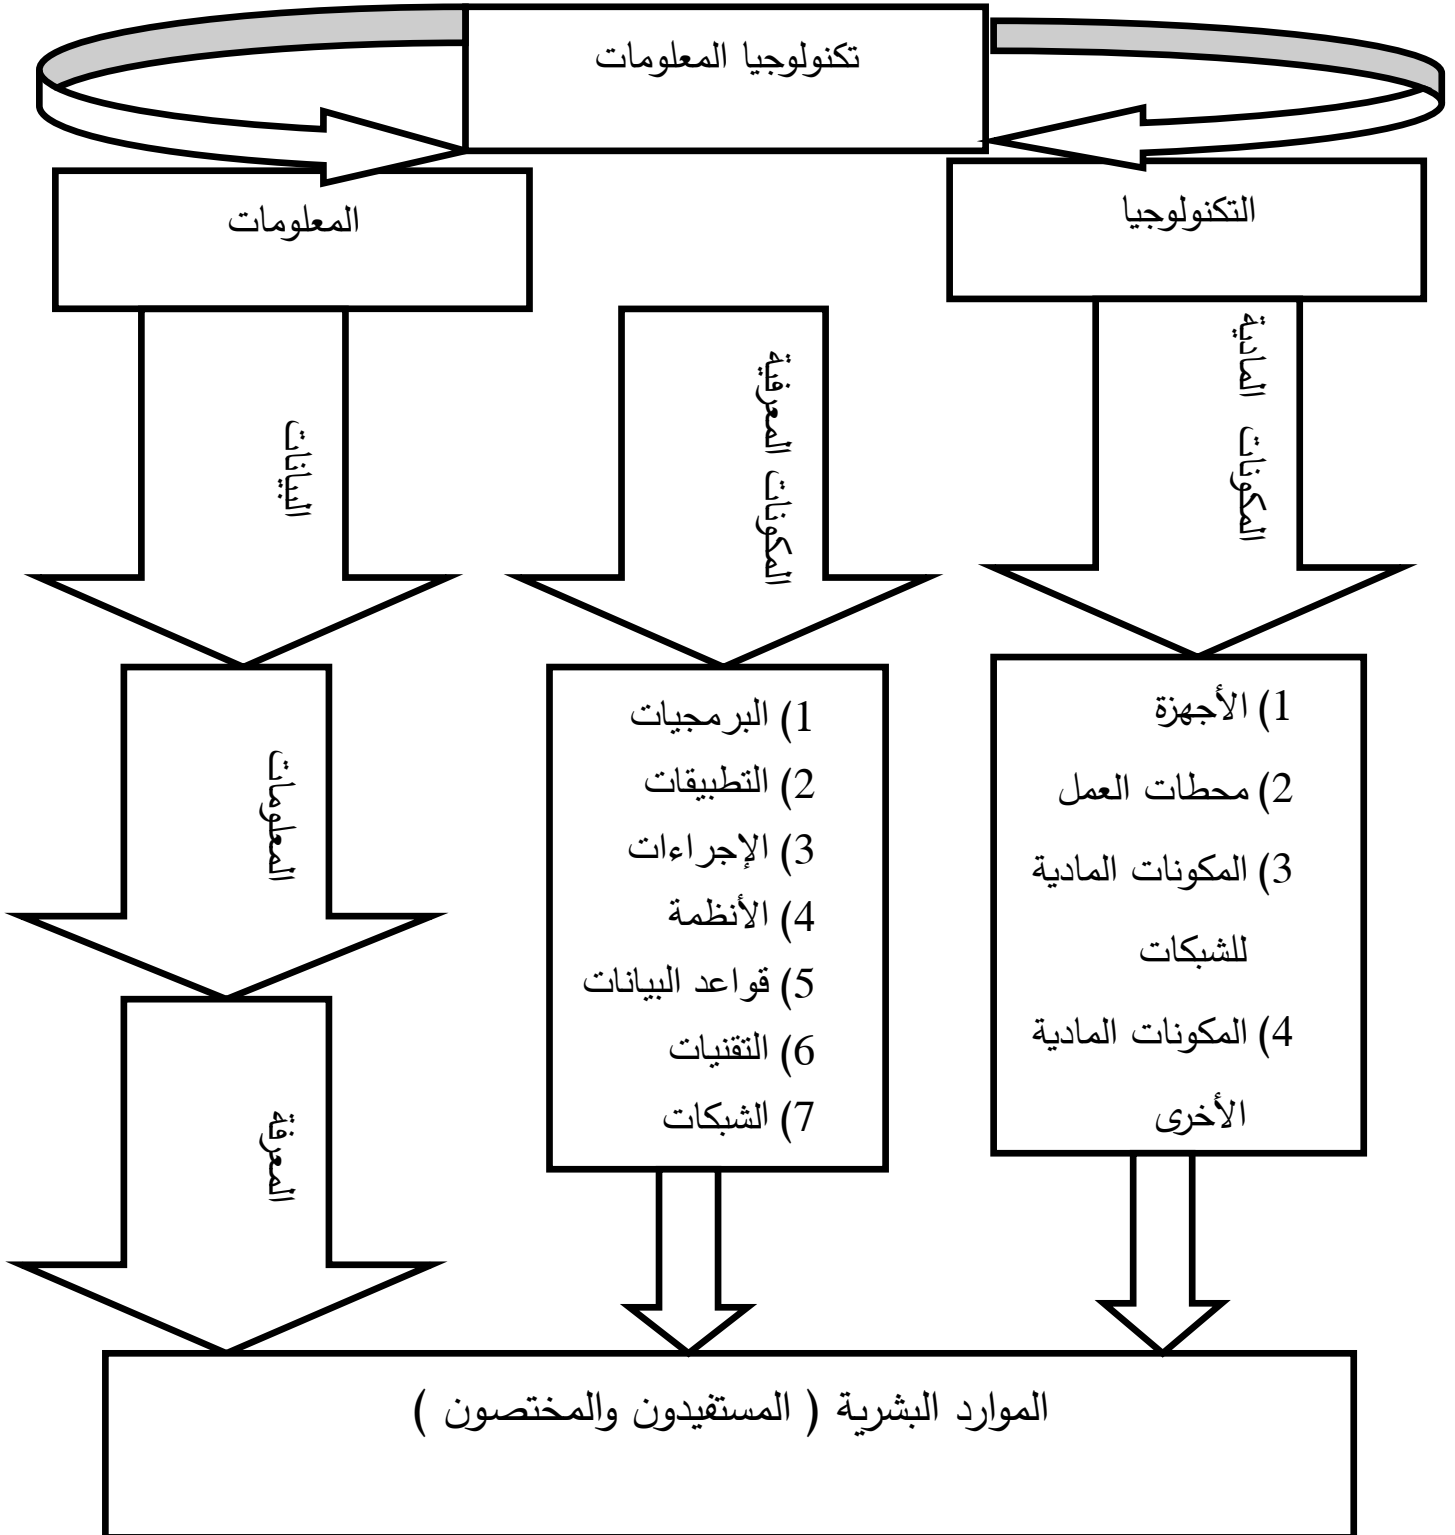 تكنولوجيا المعلومات
التكنولوجيا
المعلومات
المكونات المادية
المكونات المعرفية
البيانات
1) الأجهزة
2) محطات العمل
3) المكونات المادية
للشبكات
4) المكونات المادية
الأخرى
1) البرمجيات
2) التطبيقات
3) الإجراءات
4) الأنظمة
5) قواعد البيانات
6) التقنيات
7) الشبكات
المعلومات
المعرفة
الموارد البشرية ( المستفيدون والمختصون )